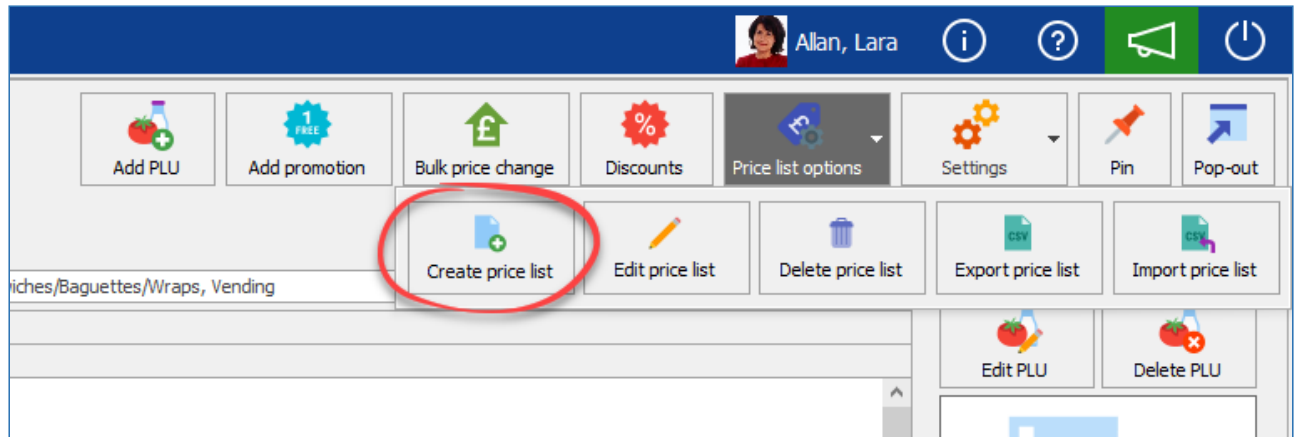 Allan, Lara
1
FREE
Add PLU
Add promotion
Bulk price change
Discounts
Price list options
Settings
Pin
Pop-out
CSV
CSV
Create price list
Edit price list
Delete price list
Export price list
Import price list
iches/Baguettes/Wraps, Vending
Edit PLU
Delete PLU